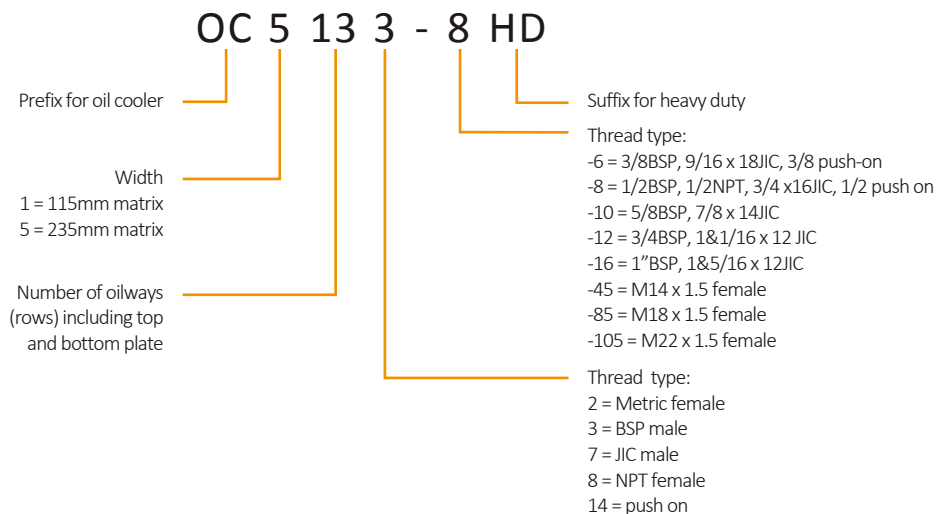 OC 5 13 3 - 8 HD
Prefix for oil cooler
Width
1 = 115mm matrix
5 = 235mm matrix
Number of oilways
(rows) including top
and bottom plate
Suffix for heavy duty
Thread type:
-6 = 3/8BSP, 9/16 x 18JIC, 3/8 push-on
-8 = 1/2BSP, 1/2NPT, 3/4 x16JIC, 1/2 push on
-10 = 5/8BSP, 7/8 x 14JIC
-12 = 3/4BSP, 1&1/16 x 12 JIC
-16 = 1”BSP, 1&5/16 x 12JIC
-45 = M14 x 1.5 female
-85 = M18 x 1.5 female
-105 = M22 x 1.5 female
Thread  type:
2 = Metric female
3 = BSP male
7 = JIC male
8 = NPT female
14 = push on